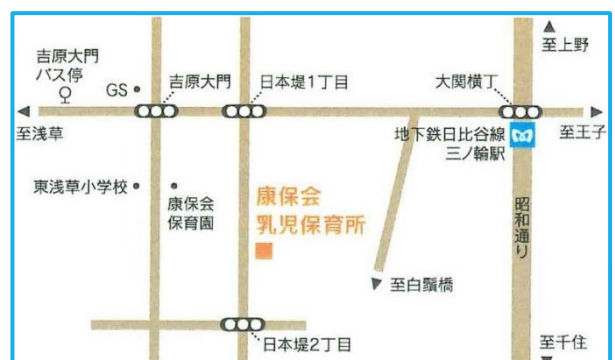 至上野
吉原大門
バス停
GS
吉原大門
日本堤1丁目
大関横丁
至浅草
地下鉄日比谷線
三ノ輪駅
至王子
東浅草小学校
康保会
保育園
康保会
乳児保育所
昭和通り
至白鬚橋
日本堤2丁目
至千住